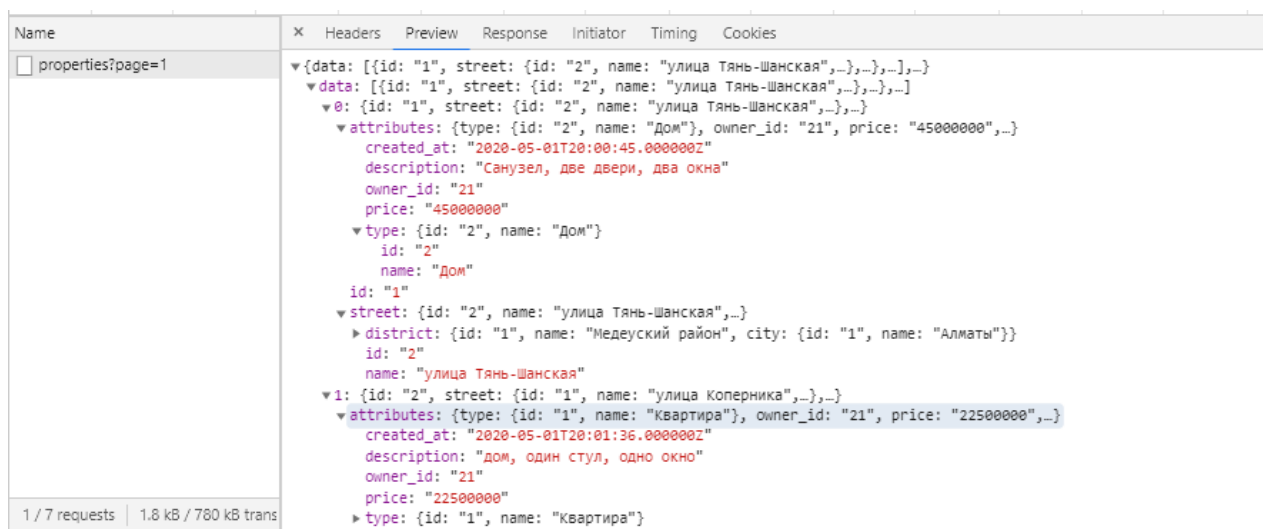 Name
× Headers Preview Response Initiator Timing Cookies
properties?page=1
▼{data: [{id: "1", street: {id: "2", name: "улица Тянь-Шанская",…},…},…],…}
▼data: [{id: "1", street: {id: "2", name: "улица Тянь-Шанская",…},…},…]
▼0: {id: "1", street: {id: "2", name: "улица Тянь-Шанская",…},…}
▼attributes: {type: {id: "2", name: "Дом"}, owner_id: "21", price: "45000000",…}
created_at: "2020-05-01T20:00:45.000000Z"
description: "Санузел, две двери, два окна"
owner_id: "21"
price: "45000000"
▼type: {id: "2", name: "Дом"}
id: "2"
name: "Дом"
id: "1"
▼street: {id: "2", name: "улица Тянь-Шанская",…}
▶district: {id: "1", name: "Медеуский район", city: {id: "1", name: "Алматы"}}
id: "2"
name: "улица Тянь-Шанская"
▼1: {id: "2", street: {id: "1", name: "улица Коперника",…},…}
▼attributes: {type: {id: "1", name: "Квартира"}, owner_id: "21", price: "22500000",…}
created_at: "2020-05-01T20:01:36.000000Z"
description: "дом, один стул, одно окно"
owner_id: "21"
price: "22500000"
▶type: {id: "1", name: "Квартира"}
1 / 7 requests 1.8 kB / 780 kB trans